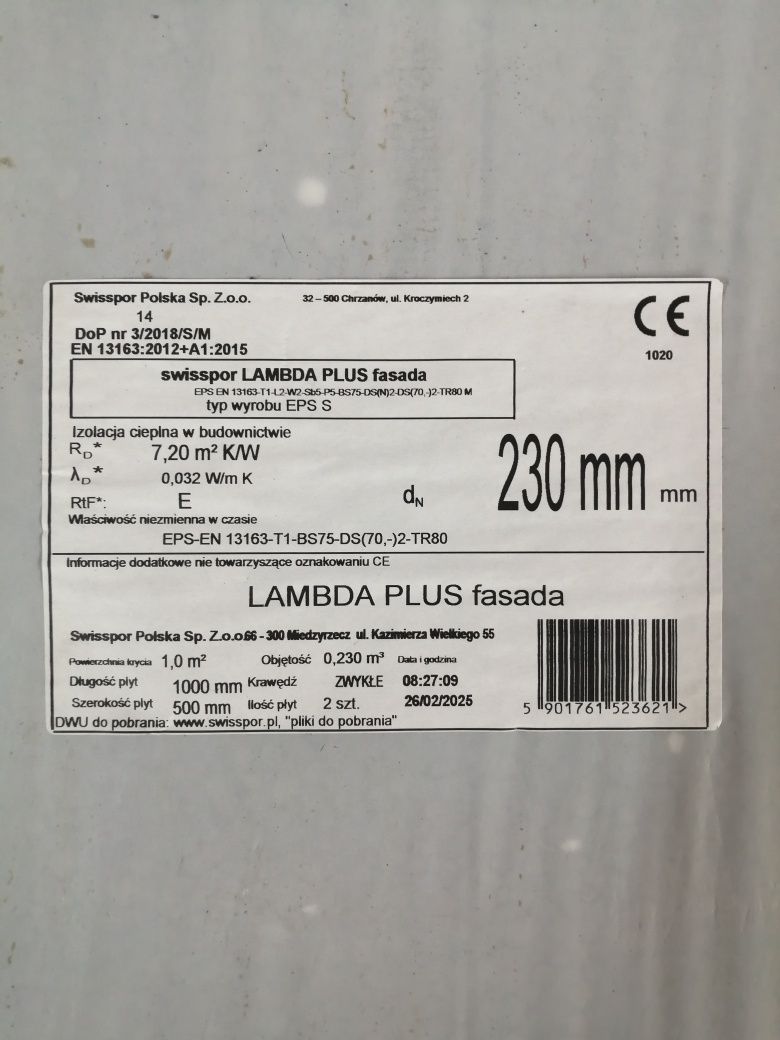 Swisspor Polska Sp. Z.o.o. 32 – 500 Chrzanów, ul. Kroczymiech 2
14
DoP nr 3/2018/S/M
EN 13163:2012+A1:2015
CE
1020
swisspor LAMBDA PLUS fasada
EPS EN 13163-T1-L2-W2-Sb5-P5-BS75-DS(N)2-DS(70,-)2-TR80 M
typ wyrobu EPS S
Izolacja cieplna w budownictwie
RD* 7,20 m² K/W
λD* 0,032 W/m K
RtF*: E
dN 230 mm mm
Właściwość niezmienna w czasie
EPS-EN 13163-T1-BS75-DS(70,-)2-TR80
Informacje dodatkowe nie towarzyszące oznakowaniu CE
LAMBDA PLUS fasada
Swisspor Polska Sp. Z.o.o.66 - 300 Miedzyrzecz ul. Kazimierza Wielkiego 55
Powierzchnia krycia 1,0 m² Objętość 0,230 m³ Data i godzina
Długość płyt 1000 mm Krawędź ZWYKŁE 08:27:09
Szerokość płyt 500 mm Ilość płyt 2 szt. 26/02/2025
5 901761 523621 >
DWU do pobrania: www.swisspor.pl, "pliki do pobrania"